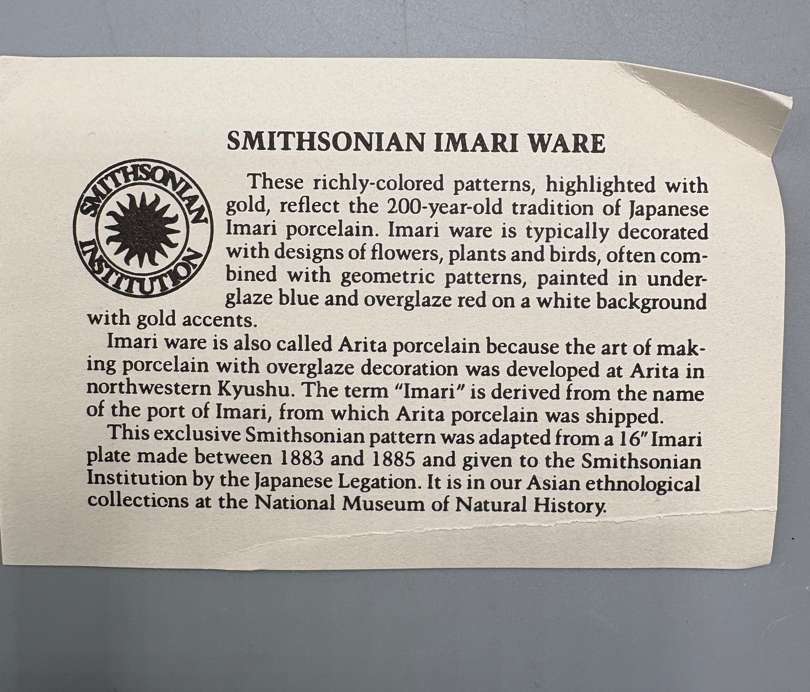 SMITHSONIAN IMARI WARE
SMITHSONIAN
INSTITUTION
These richly-colored patterns, highlighted with
gold, reflect the 200-year-old tradition of Japanese
Imari porcelain. Imari ware is typically decorated
with designs of flowers, plants and birds, often com-
bined with geometric patterns, painted in under-
glaze blue and overglaze red on a white background
with gold accents.
Imari ware is also called Arita porcelain because the art of mak-
ing porcelain with overglaze decoration was developed at Arita in
northwestern Kyushu. The term “Imari” is derived from the name
of the port of Imari, from which Arita porcelain was shipped.
This exclusive Smithsonian pattern was adapted from a 16″ Imari
plate made between 1883 and 1885 and given to the Smithsonian
Institution by the Japanese Legation. It is in our Asian ethnological
collections at the National Museum of Natural History.